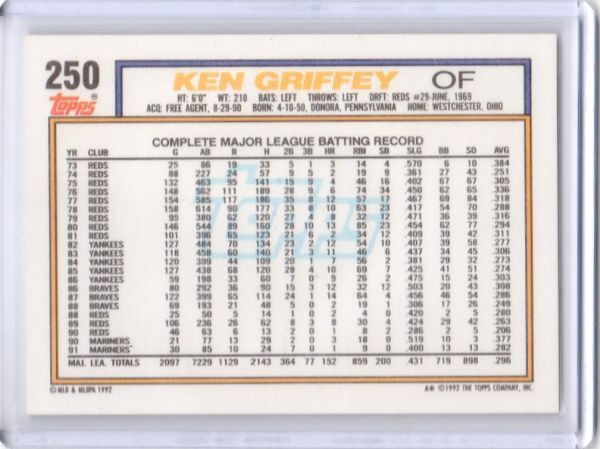 250
Topps
KEN GRIFFEY OF
HT: 6'0" WT: 210 BATS: LEFT THROWS: LEFT DRFT: REDS #29-JUNE, 1969
ACQ: FREE AGENT, 8-29-90 BORN: 4-10-50, DONORA, PENNSYLVANIA HOME: WESTCHESTER, OHIO
COMPLETE MAJOR LEAGUE BATTING RECORD
YR CLUB G AB R H 2B 3B HR RBI SB SLG BB SO AVG
73 REDS 25 86 19 33 5 1 3 14 4 .570 6 10 .384
74 REDS 88 227 24 57 9 5 2 19 9 .361 27 43 .251
75 REDS 132 463 95 141 15 9 4 46 16 .402 67 67 .305
76 REDS 148 562 111 189 28 9 6 74 34 .450 62 65 .336
77 REDS 154 585 117 186 35 8 12 57 17 .467 69 84 .318
78 REDS 158 614 90 177 33 8 10 63 23 .417 54 70 .288
79 REDS 95 380 62 120 27 4 2 32 12 .471 36 39 .316
80 REDS 146 544 89 160 28 10 13 85 23 .454 62 77 .294
81 REDS 101 396 65 123 21 6 2 34 12 .409 39 42 .311
82 YANKEES 127 484 70 134 23 2 12 54 10 .407 39 58 .277
83 YANKEES 118 458 60 140 21 3 11 46 6 .437 34 45 .306
84 YANKEES 120 399 44 109 20 1 7 56 2 .381 29 32 .273
85 YANKEES 127 438 68 120 28 4 10 69 7 .425 41 51 .274
86 YANKEES 59 198 33 60 7 0 9 26 2 .475 15 24 .303
86 BRAVES 80 292 36 90 15 3 12 32 12 .503 20 43 .308
87 BRAVES 122 399 65 114 24 1 14 64 4 .456 46 54 .286
88 BRAVES 69 193 21 48 5 0 2 19 1 .306 17 26 .249
88 REDS 25 50 5 14 1 0 2 4 0 .420 2 5 .280
89 REDS 106 236 26 62 8 3 8 30 4 .424 29 42 .263
90 REDS 46 63 6 13 2 0 1 8 2 .286 2 5 .206
90 MARINERS 21 77 13 29 2 0 3 18 0 .519 10 3 .377
91 MARINERS 30 85 10 24 7 0 1 9 0 .400 13 13 .282
MAJ. LEA. TOTALS 2097 7229 1129 2143 364 77 152 859 200 .431 719 898 .296
Topps
© MLB & MLBPA 1992 A* © 1992 THE TOPPS COMPANY, INC.